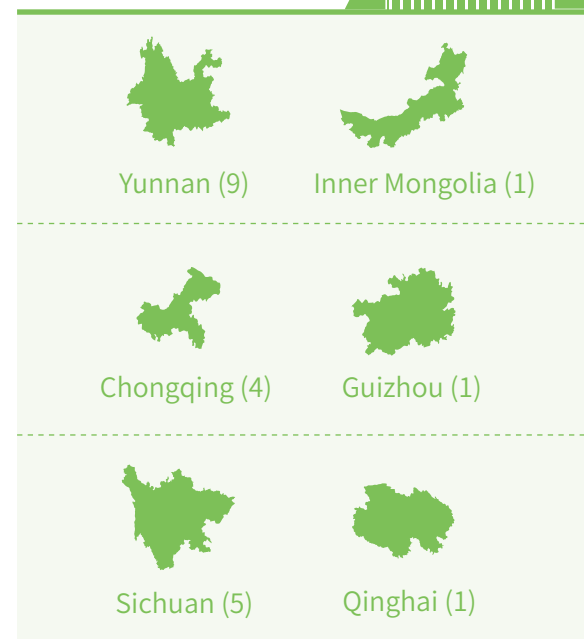 Yunnan (9)
Inner Mongolia (1)
Chongqing (4)
Guizhou (1)
Sichuan (5)
Qinghai (1)